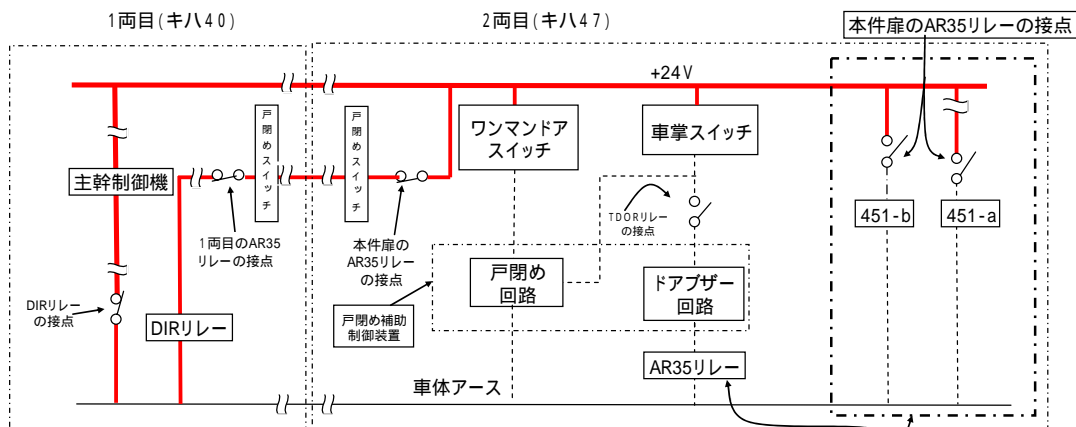 1両目(キハ40)
2両目(キハ47)
本件扉のAR35リレーの接点
+24V
戸閉めスイッチ
戸閉めスイッチ
ワンマンドア
スイッチ
車掌スイッチ
主幹制御機
1両目のAR35
リレーの接点
本件扉の
AR35リレー
の接点
TDORリレー
の接点
451-b
451-a
DIRリレー
の接点
DIRリレー
戸閉め補助
制御装置
戸閉め
回路
ドアブザー
回路
AR35リレー
車体アース